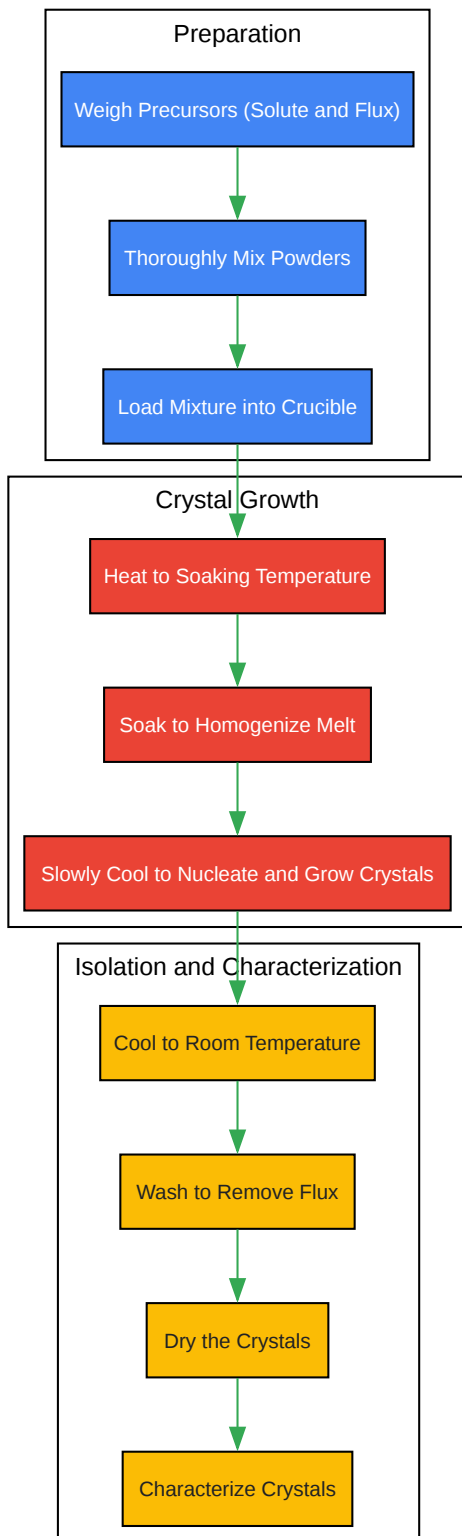 Preparation
Weigh Precursors (Solute and Flux)
Thoroughly Mix Powders
Load Mixture into Crucible
Crystal Growth
Heat to Soaking Temperature
Soak to Homogenize Melt
Slowly Cool to Nucleate and Grow Crystals
Isolation and Characterization
Cool to Room Temperature
Wash to Remove Flux
Dry the Crystals
Characterize Crystals